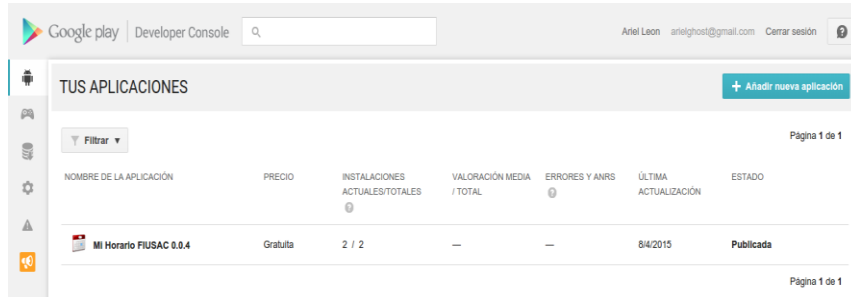 Google play | Developer Console
Ariel Leon arielghost@gmail.com Cerrar sesión
TUS APLICACIONES
+ Añadir nueva aplicación
Filtrar
Página 1 de 1
NOMBRE DE LA APLICACIÓN PRECIO INSTALACIONES VALORACIÓN MEDIA ERRORES Y ANRS ÚLTIMA ESTADO
ACTUALES/TOTALES / TOTAL ? ACTUALIZACIÓN
?
Mi Horario FIUSAC 0.0.4 Gratuita 2 / 2 — — 8/4/2015 Publicada
Página 1 de 1